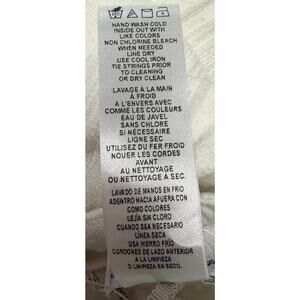 HAND WASH COLD
INSIDE OUT WITH
LIKE COLORS
NON CHLORINE BLEACH
WHEN NEEDED
LINE DRY
USE COOL IRON
TIE STRINGS PRIOR
TO CLEANING
OR DRY CLEAN
LAVAGE À LA MAIN
À FROID
À L'ENVERS AVEC
COMME LES COULEURS
EAU DE JAVEL
SANS CHLORE
SI NÉCESSAIRE
LIGNE SEC
UTILISEZ DU FER FROID
NOUER LES CORDES
AVANT
AU NETTOYAGE
OU NETTOYAGE À SEC.
LAVADO DE MANOS EN FRIO
ADENTRO HACIA AFUERA CON
COMO COLORES
LEJIA SIN CLORO
CUANDO SEA NECESARIO
LINEA SECA
USA HIERRO FRÍO
CORDONES DE LAZO ANTES
A LA LIMPIEZA
O LIMPIEZA EN SECO.